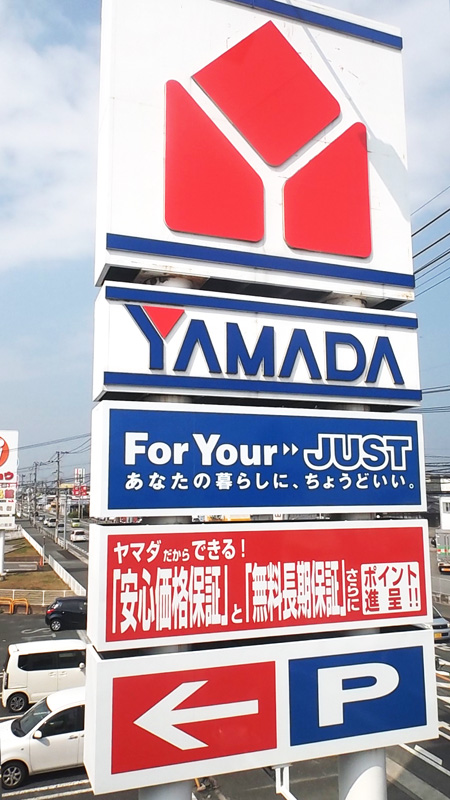 YAMADA
For Your JUST
あなたの暮らしに、ちょうどいい。
ヤマダだからできる!
「安心価格保証」と「無料長期保証」さらにポイント進呈!!
P